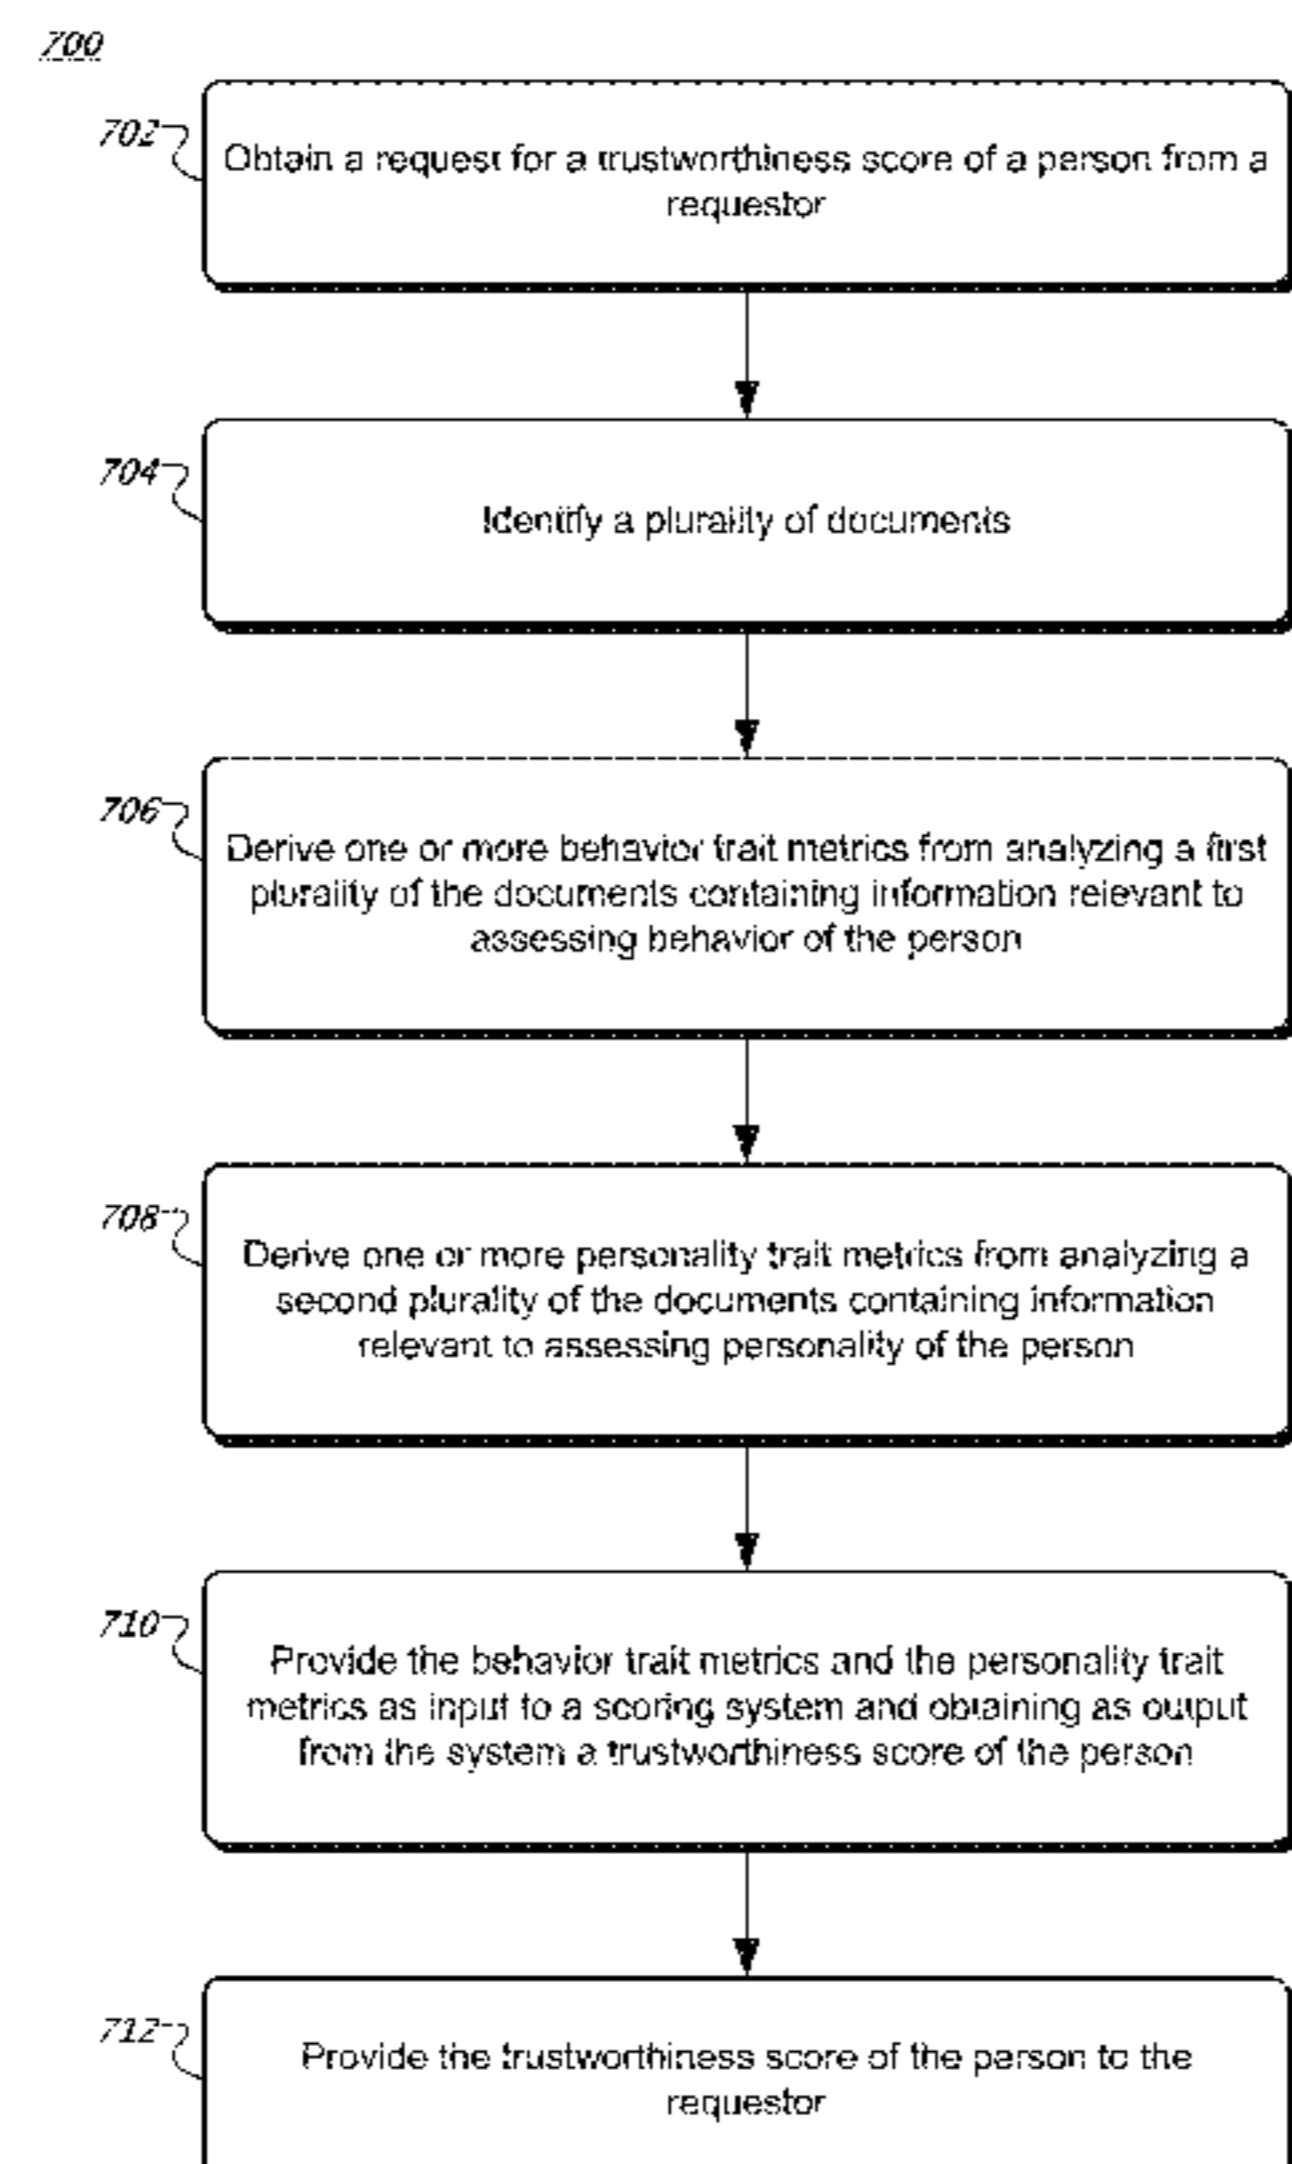 700
702
Obtain a request for a trustworthiness score of a person from a
requestor
704
Identify a plurality of documents
706
Derive one or more behavior trait metrics from analyzing a first
plurality of the documents containing information relevant to
assessing behavior of the person
708
Derive one or more personality trait metrics from analyzing a
second plurality of the documents containing information
relevant to assessing personality of the person
710
Provide the behavior trait metrics and the personality trait
metrics as input to a scoring system and obtaining as output
from the system a trustworthiness score of the person
712
Provide the trustworthiness score of the person to the
requestor